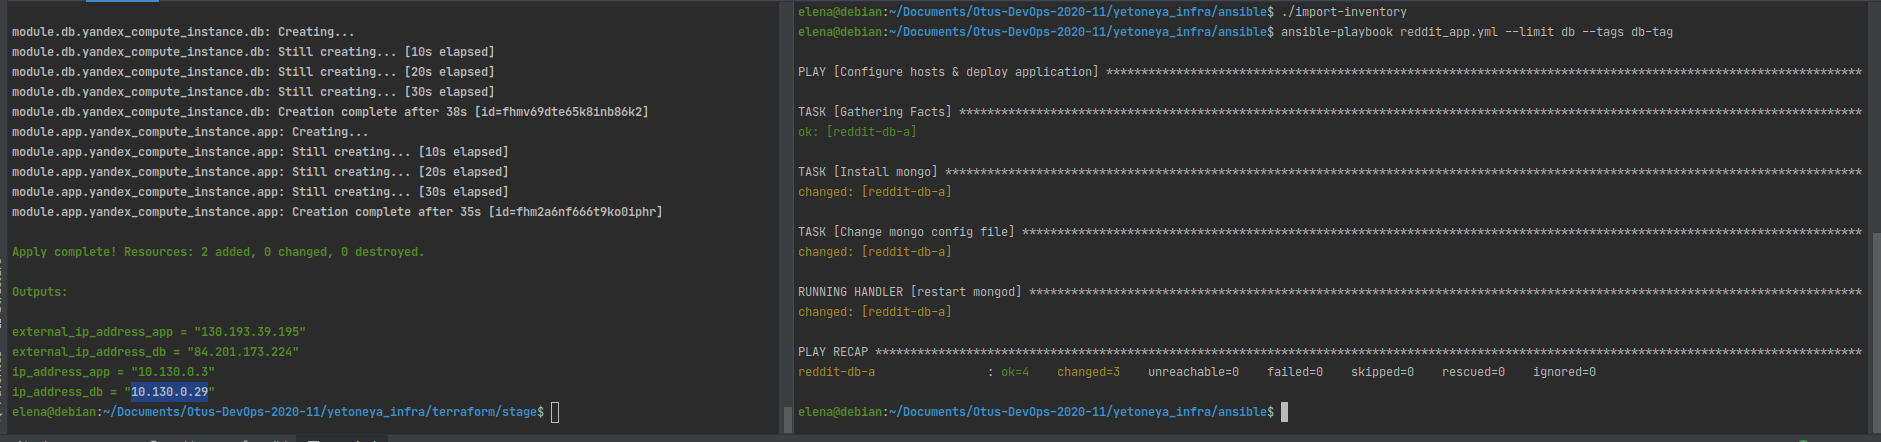 module.db.yandex_compute_instance.db: Creating...
module.db.yandex_compute_instance.db: Still creating... [10s elapsed]
module.db.yandex_compute_instance.db: Still creating... [20s elapsed]
module.db.yandex_compute_instance.db: Still creating... [30s elapsed]
module.db.yandex_compute_instance.db: Creation complete after 38s [id=fhmv69dte65k8inb86k2]
module.app.yandex_compute_instance.app: Creating...
module.app.yandex_compute_instance.app: Still creating... [10s elapsed]
module.app.yandex_compute_instance.app: Still creating... [20s elapsed]
module.app.yandex_compute_instance.app: Still creating... [30s elapsed]
module.app.yandex_compute_instance.app: Creation complete after 35s [id=fhm2a6nf666t9ko0iphr]
Apply complete! Resources: 2 added, 0 changed, 0 destroyed.
Outputs:
external_ip_address_app = "130.193.39.195"
external_ip_address_db = "84.201.173.224"
ip_address_app = "10.130.0.3"
ip_address_db = "10.130.0.29"
elena@debian:~/Documents/Otus-DevOps-2020-11/yetoneya_infra/terraform/stage$
elena@debian:~/Documents/Otus-DevOps-2020-11/yetoneya_infra/ansible$ ./import-inventory
elena@debian:~/Documents/Otus-DevOps-2020-11/yetoneya_infra/ansible$ ansible-playbook reddit_app.yml --limit db --tags db-tag
PLAY [Configure hosts & deploy application] ************************************************************************************************************
TASK [Gathering Facts] *********************************************************************************************************************************
ok: [reddit-db-a]
TASK [Install mongo] ***********************************************************************************************************************************
changed: [reddit-db-a]
TASK [Change mongo config file] ************************************************************************************************************************
changed: [reddit-db-a]
RUNNING HANDLER [restart mongod] ***********************************************************************************************************************
changed: [reddit-db-a]
PLAY RECAP *********************************************************************************************************************************************
reddit-db-a                : ok=4    changed=3    unreachable=0    failed=0    skipped=0    rescued=0    ignored=0
elena@debian:~/Documents/Otus-DevOps-2020-11/yetoneya_infra/ansible$